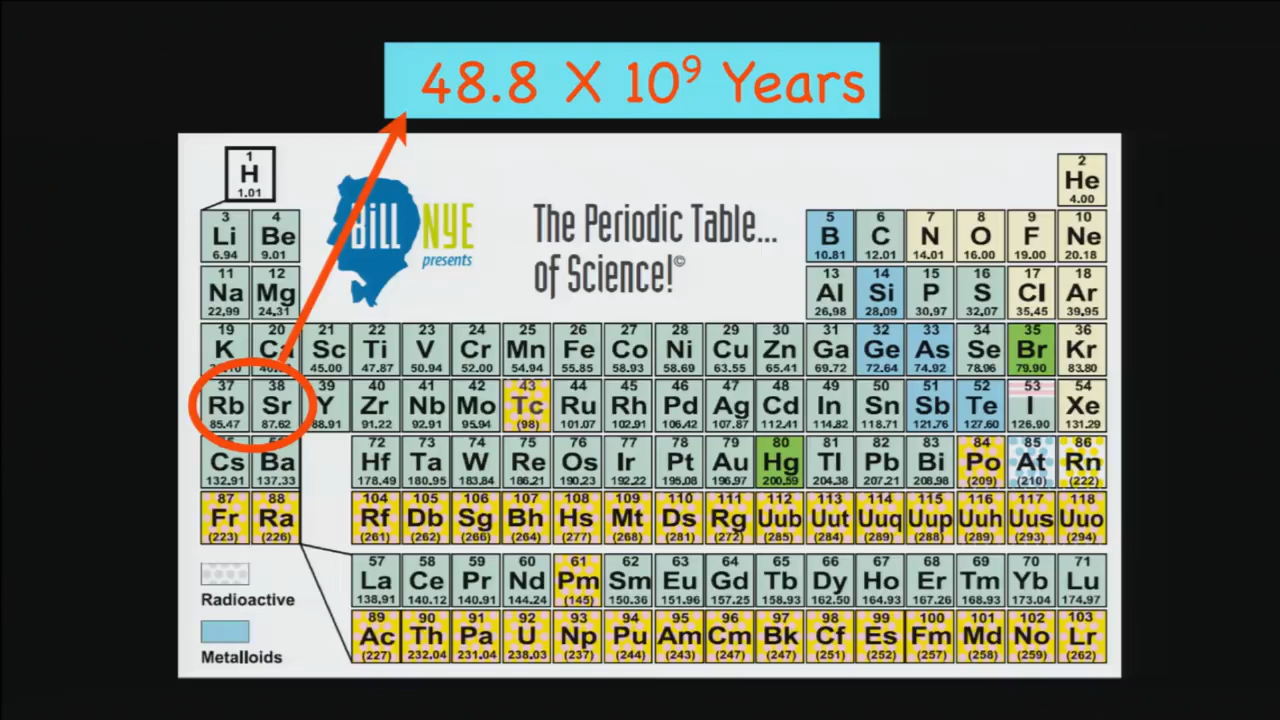 48.8 X 10⁹ Years
1 2
H He
1.01 4.00
BiLL NYE
presents
The Periodic Table...
of Science!©
3 4 5 6 7 8 9 10
Li Be B C N O F Ne
6.94 9.01 10.81 12.01 14.01 16.00 19.00 20.18
11 12 13 14 15 16 17 18
Na Mg Al Si P S Cl Ar
22.99 24.31 26.98 28.09 30.97 32.07 35.45 39.95
19 20 21 22 23 24 25 26 27 28 29 30 31 32 33 34 35 36
K Ca Sc Ti V Cr Mn Fe Co Ni Cu Zn Ga Ge As Se Br Kr
45.00 47.87 50.94 52.00 54.94 55.85 58.93 58.69 63.55 65.41 69.72 72.64 74.92 78.96 79.90 83.80
37 38 39 40 41 42 43 44 45 46 47 48 49 50 51 52 53 54
Rb Sr Y Zr Nb Mo Tc Ru Rh Pd Ag Cd In Sn Sb Te I Xe
85.47 87.62 88.91 91.22 92.91 95.94 (98) 101.07 102.91 106.42 107.87 112.41 114.82 118.71 121.76 127.60 126.90 131.29
72 73 74 75 76 77 78 79 80 81 82 83 84 85 86
Cs Ba Hf Ta W Re Os Ir Pt Au Hg Tl Pb Bi Po At Rn
132.91 137.33 178.49 180.95 183.84 186.21 190.23 192.22 195.08 196.97 200.59 204.38 207.21 208.98 (209) (210) (222)
87 88 104 105 106 107 108 109 110 111 112 113 114 115 116 117 118
Fr Ra Rf Db Sg Bh Hs Mt Ds Rg Uub Uut Uuq Uup Uuh Uus Uuo
(223) (226) (261) (262) (266) (264) (277) (268) (281) (272) (285) (284) (289) (288) (289) (293) (294)
57 58 59 60 61 62 63 64 65 66 67 68 69 70 71
La Ce Pr Nd Pm Sm Eu Gd Tb Dy Ho Er Tm Yb Lu
138.91 140.12 140.91 144.24 (145) 150.36 151.96 157.25 158.93 162.50 164.93 167.26 168.93 173.04 174.97
Radioactive
89 90 91 92 93 94 95 96 97 98 99 100 101 102 103
Ac Th Pa U Np Pu Am Cm Bk Cf Es Fm Md No Lr
(227) 232.04 231.04 238.03 (237) (244) (243) (247) (247) (251) (252) (257) (258) (259) (262)
Metalloids